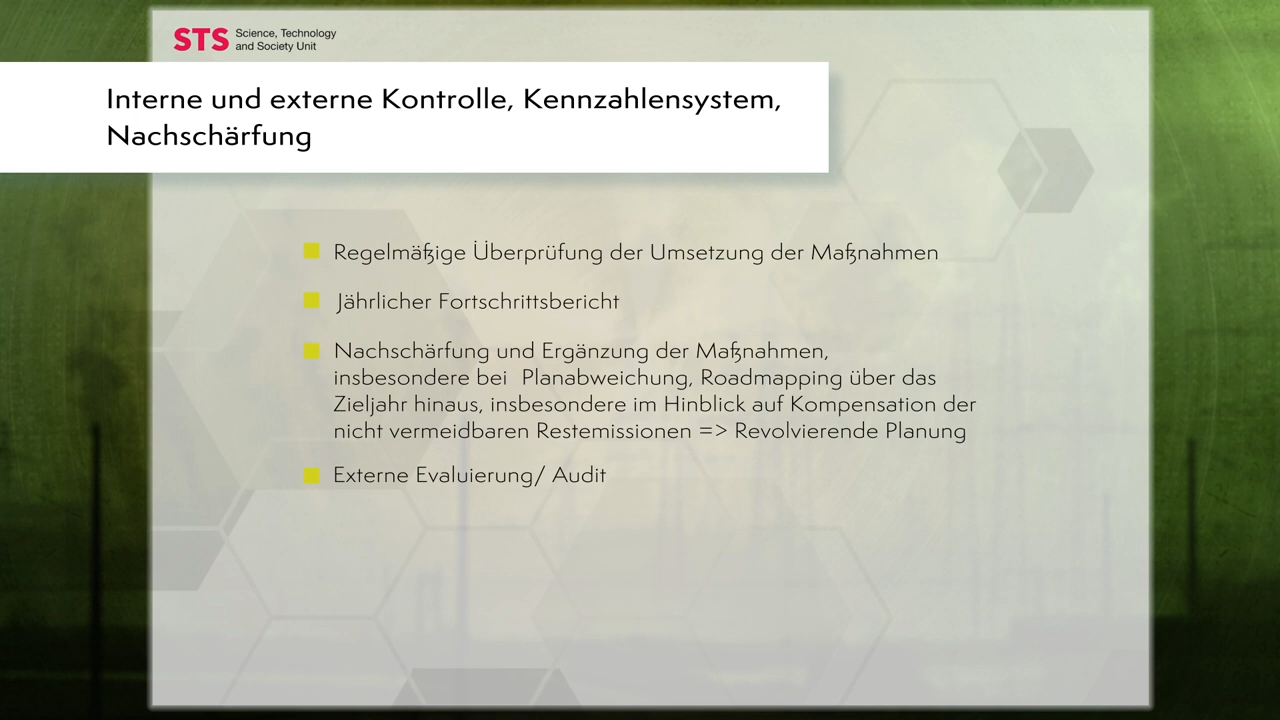 STS Science, Technology
and Society Unit
Interne und externe Kontrolle, Kennzahlensystem,
Nachschärfung
Regelmäßige Überprüfung der Umsetzung der Maßnahmen
Jährlicher Fortschrittsbericht
Nachschärfung und Ergänzung der Maßnahmen,
insbesondere bei Planabweichung, Roadmapping über das
Zieljahr hinaus, insbesondere im Hinblick auf Kompensation der
nicht vermeidbaren Restemissionen => Revolvierende Planung
Externe Evaluierung/ Audit